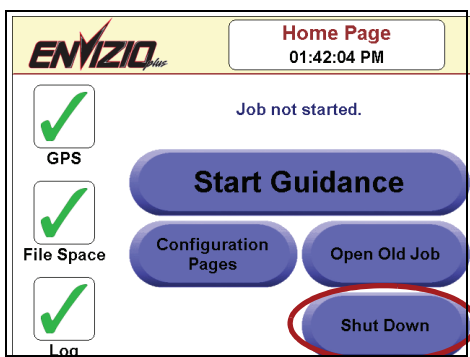 ENVIZIO plus
Home Page
01:42:04 PM
Job not started.
GPS
Start Guidance
File Space
Configuration
Pages
Open Old Job
Shut Down
Log